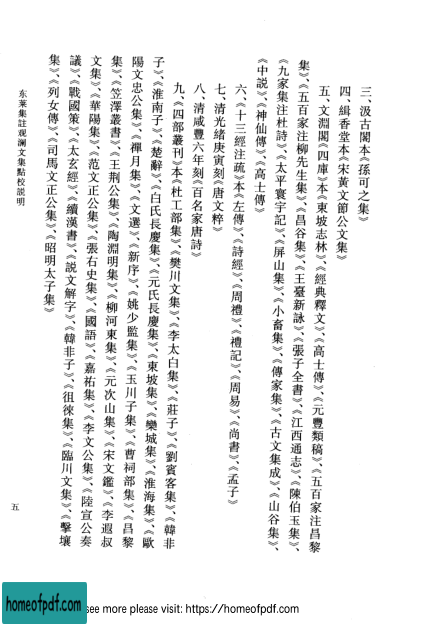 三、汲古閣本《孫可之集》
四、緝香堂本《宋黃文節公文集》
五、文淵閣《四庫》本《東坡志林》、《經典釋文》、《高士傳》、《元豐類稿》、《五百家注昌黎
集》、《五百家注柳先生集》、《昌谷集》、《玉臺新詠》、《張子全書》、《江西通志》、《陳伯玉集》、
《九家集注杜詩》、《太平寰宇記》、《屏山集》、《小畜集》、《傳家集》、《古文集成》、《山谷集》、
《中説》、《神仙傳》、《高士傳》
六、《十三經注疏》本《左傳》、《詩經》、《周禮》、《禮記》、《周易》、《尚書》、《孟子》
七、清光緒庚寅刻《唐文粹》
八、清咸豐六年刻《百名家唐詩》
九、《四部叢刊》本《杜工部集》、《樊川文集》、《李太白集》、《莊子》、《劉賓客集》、《韓非
子》、《淮南子》、《楚辭》、《白氏長慶集》、《元氏長慶集》、《東坡集》、《欒城集》、《淮海集》、《歐
陽文忠公集》、《禪月集》、《文選》、《新序》、《姚少監集》、《玉川子集》、《曹祠部集》、《昌黎
集》、《笠澤叢書》、《王荆公集》、《陶淵明集》、《柳河東集》、《元次山集》、《宋文鑑》、《李遐叔
文集》、《華陽集》、《范文正公集》、《張右史集》、《國語》、《嘉祐集》、《李文公集》、《陸宣公奏
議》、《戰國策》、《太玄經》、《續漢書》、《説文解字》、《韓非子》、《徂徠集》、《臨川文集》、《擊壤
集》、《列女傳》、《司馬文正公集》、《昭明太子集》
东莱集註观澜文集點校説明
五
homeofpdf.com
see more please visit: https://homeofpdf.com